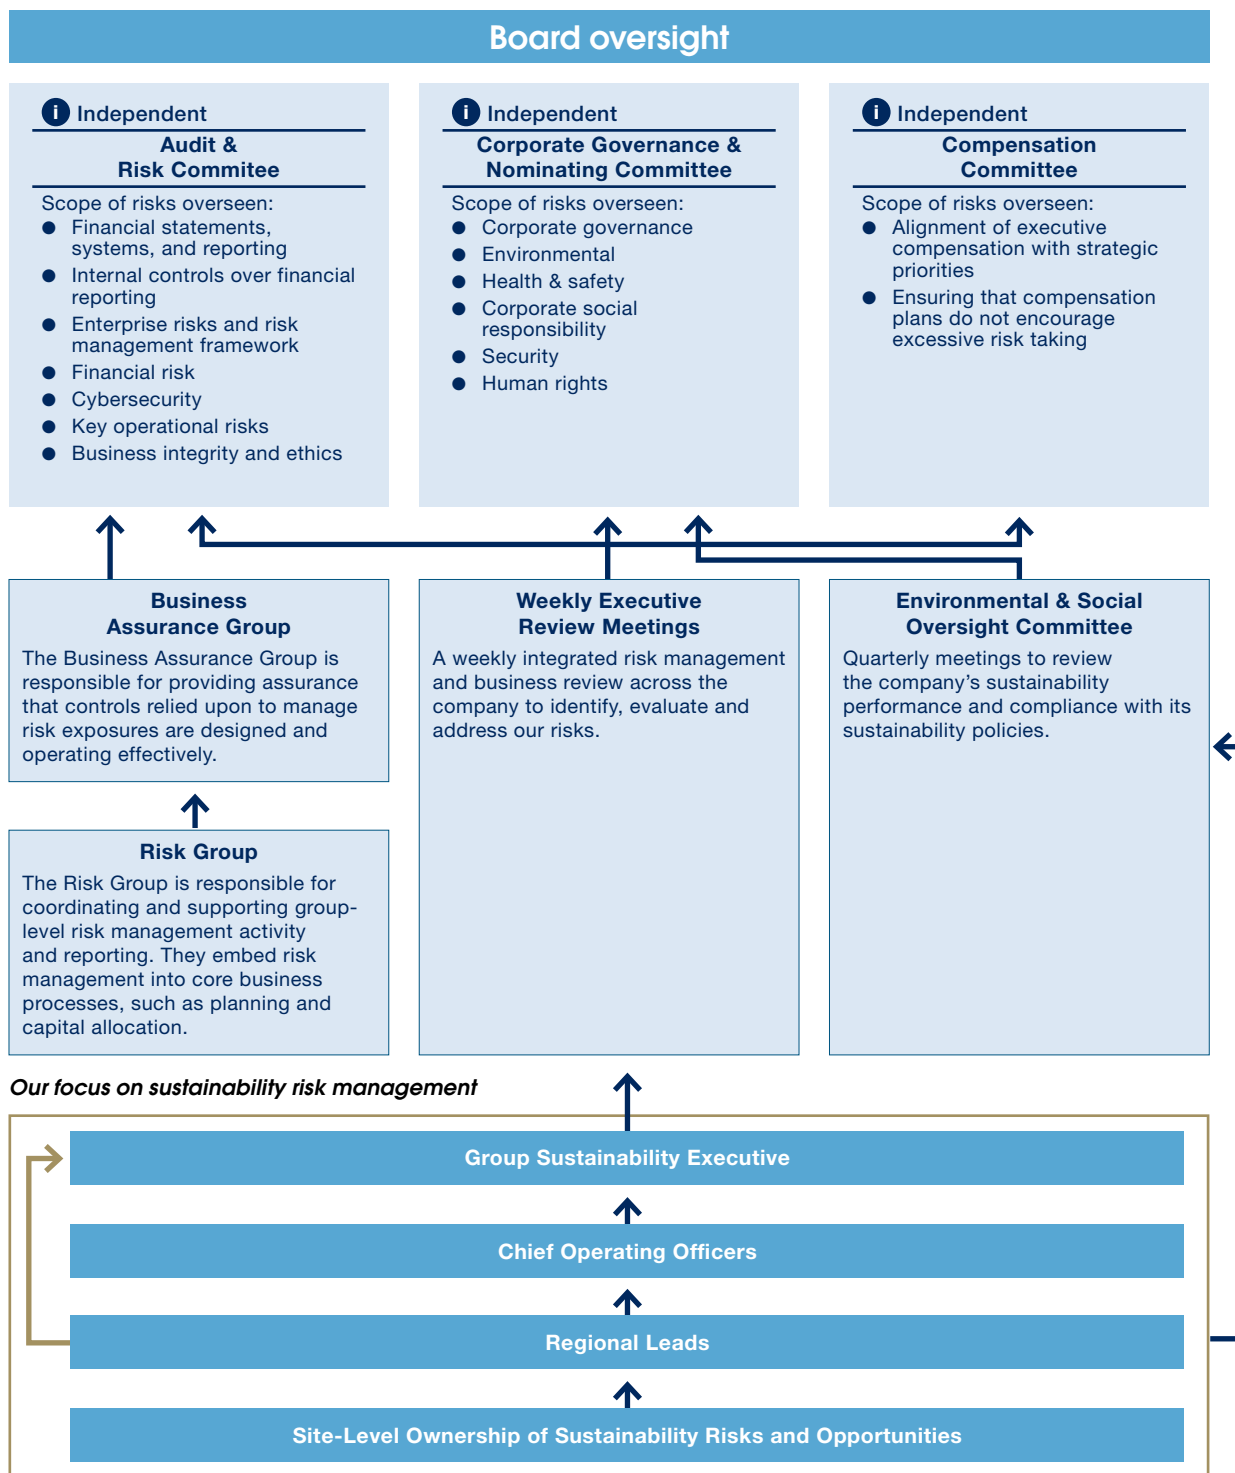 Board oversight
i Independent
Audit &
Risk Commitee
Scope of risks overseen:
● Financial statements,
systems, and reporting
● Internal controls over financial
reporting
● Enterprise risks and risk
management framework
● Financial risk
● Cybersecurity
● Key operational risks
● Business integrity and ethics
i Independent
Corporate Governance &
Nominating Committee
Scope of risks overseen:
● Corporate governance
● Environmental
● Health & safety
● Corporate social
responsibility
● Security
● Human rights
i Independent
Compensation
Committee
Scope of risks overseen:
● Alignment of executive
compensation with strategic
priorities
● Ensuring that compensation
plans do not encourage
excessive risk taking
Business
Assurance Group
The Business Assurance Group is
responsible for providing assurance
that controls relied upon to manage
risk exposures are designed and
operating effectively.
Weekly Executive
Review Meetings
A weekly integrated risk management
and business review across the
company to identify, evaluate and
address our risks.
Environmental & Social
Oversight Committee
Quarterly meetings to review
the company’s sustainability
performance and compliance with its
sustainability policies.
Risk Group
The Risk Group is responsible for
coordinating and supporting group-
level risk management activity
and reporting. They embed risk
management into core business
processes, such as planning and
capital allocation.
Our focus on sustainability risk management
Group Sustainability Executive
Chief Operating Officers
Regional Leads
Site-Level Ownership of Sustainability Risks and Opportunities